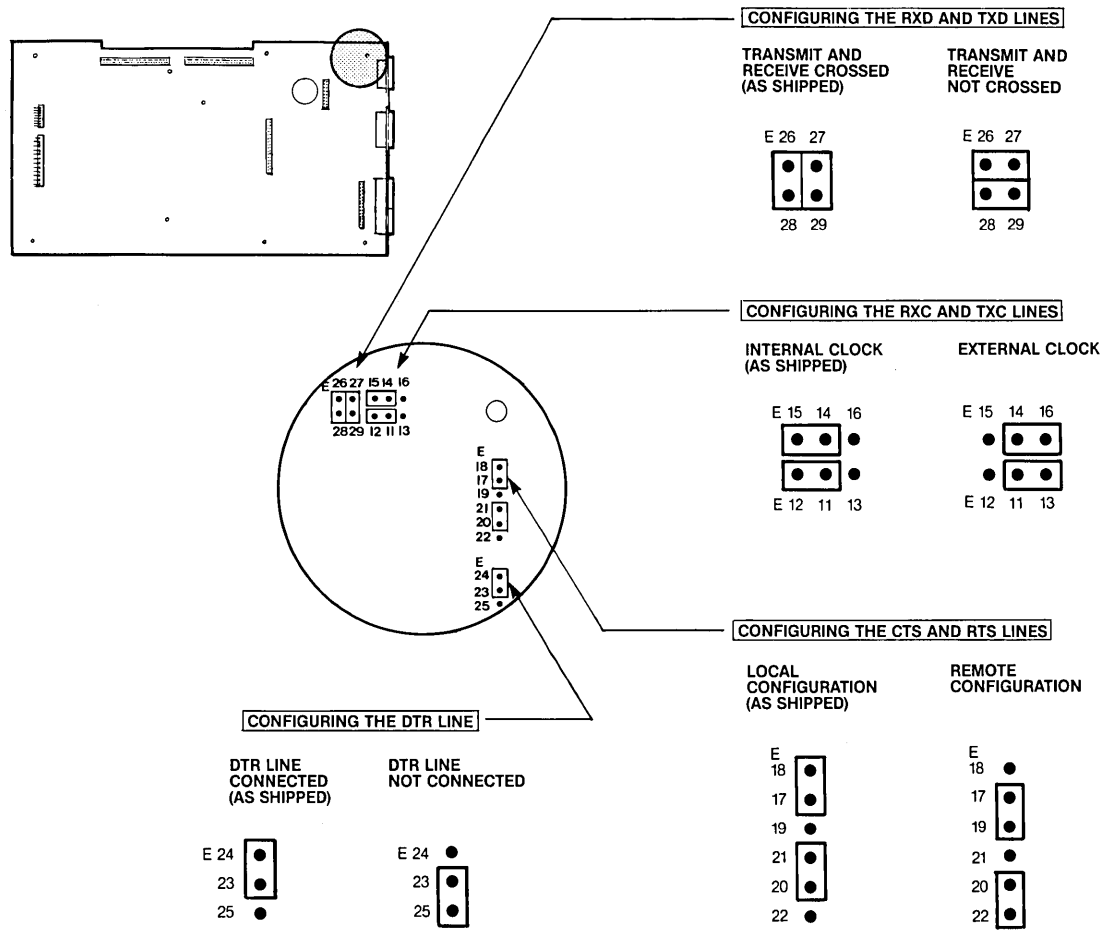 CONFIGURING THE RXD AND TXD LINES
TRANSMIT AND
RECEIVE CROSSED
(AS SHIPPED)
TRANSMIT AND
RECEIVE
NOT CROSSED
E 26 27
28 29
E 26 27
28 29
CONFIGURING THE RXC AND TXC LINES
INTERNAL CLOCK
(AS SHIPPED)
EXTERNAL CLOCK
E 15 14 16
E 12 11 13
E 15 14 16
E 12 11 13
E 26 27 15 14 16
28 29 12 11 13
E
18
17
19
21
20
22
E
24
23
25
CONFIGURING THE CTS AND RTS LINES
LOCAL
CONFIGURATION
(AS SHIPPED)
REMOTE
CONFIGURATION
E
18
17
19
21
20
22
E
18
17
19
21
20
22
CONFIGURING THE DTR LINE
DTR LINE
CONNECTED
(AS SHIPPED)
DTR LINE
NOT CONNECTED
E 24
23
25
E 24
23
25